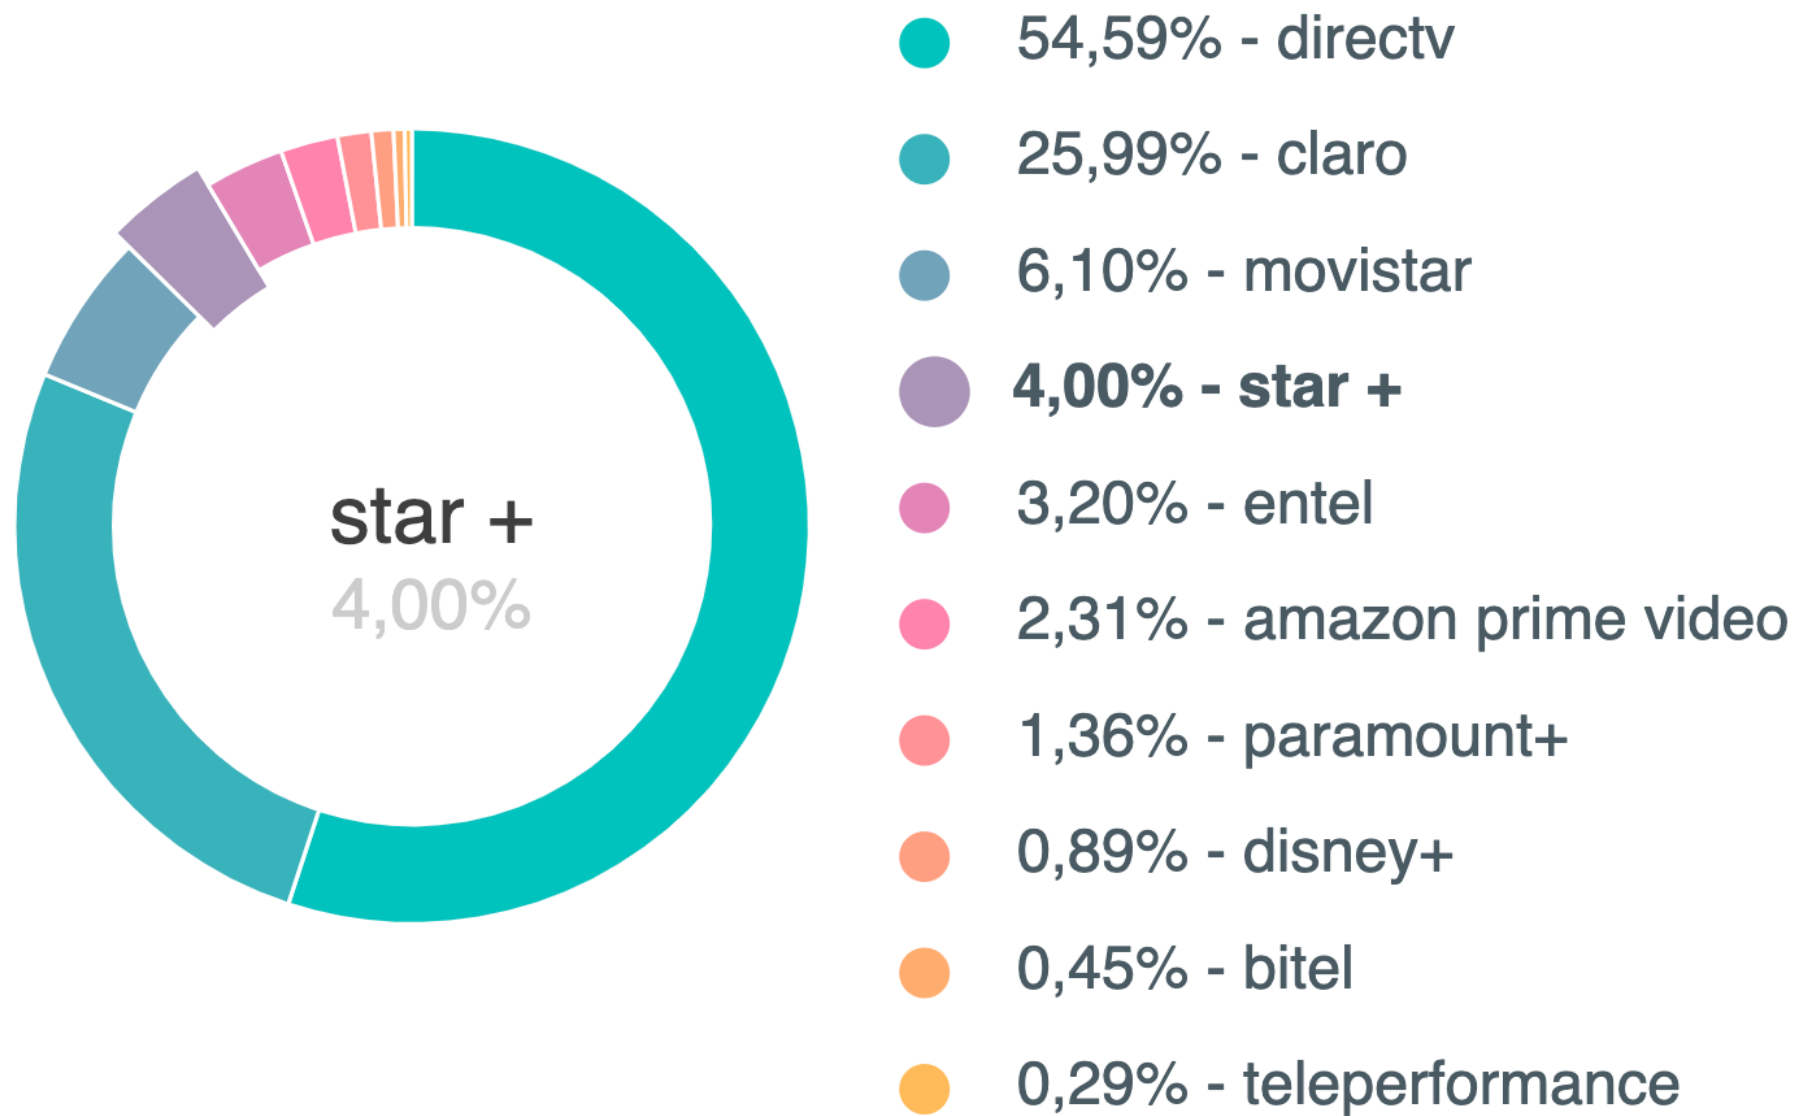 54,59% - directv
25,99% - claro
6,10% - movistar
4,00% - star +
3,20% - entel
2,31% - amazon prime video
1,36% - paramount+
0,89% - disney+
0,45% - bitel
0,29% - teleperformance
star +
4,00%